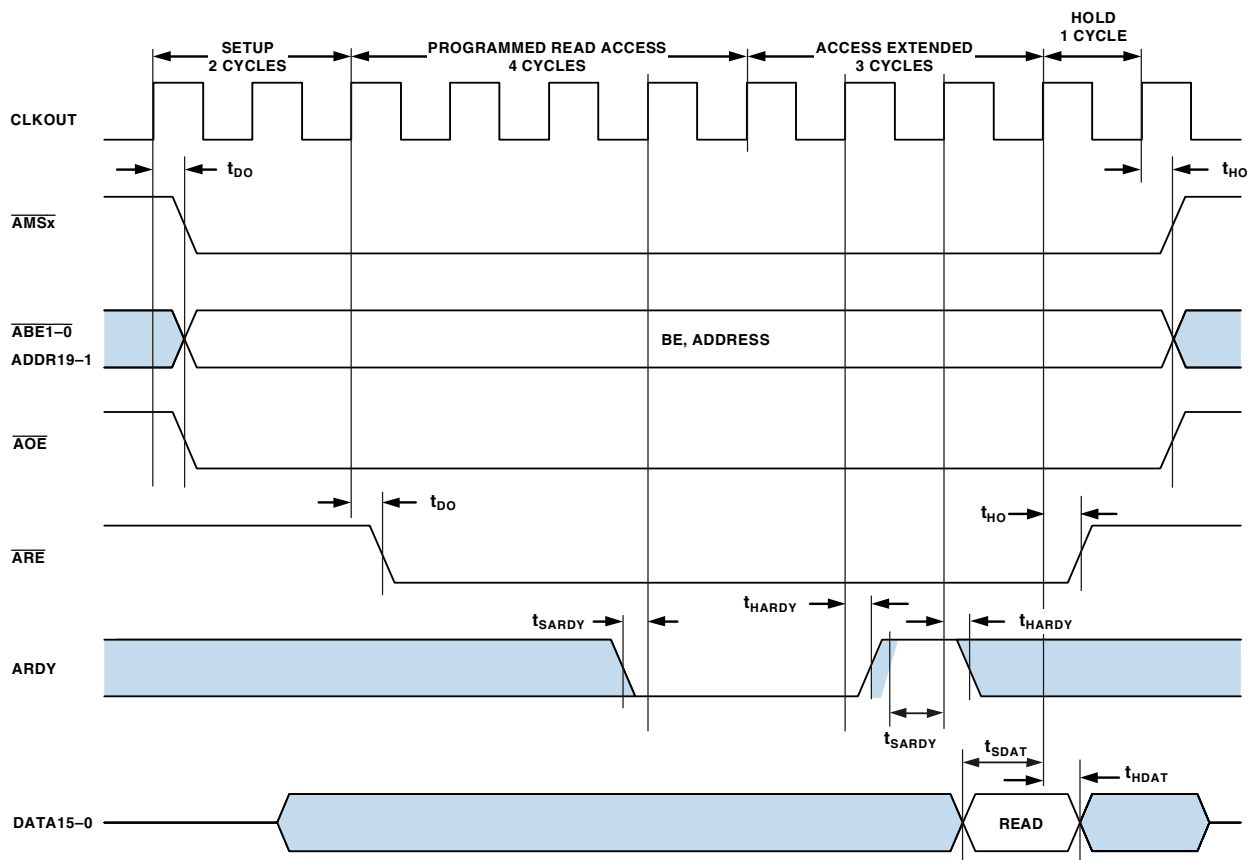 HOLD
1 CYCLE
SETUP
2 CYCLES
PROGRAMMED READ ACCESS
4 CYCLES
ACCESS EXTENDED
3 CYCLES
CLKOUT
tDO
tHO
AMSx
ABE1–0
ADDR19–1
BE, ADDRESS
AOE
tDO
tHO
ARE
tSARDY
tHARDY
tHARDY
ARDY
tSARDY
tSDAT
tHDAT
DATA15–0
READ